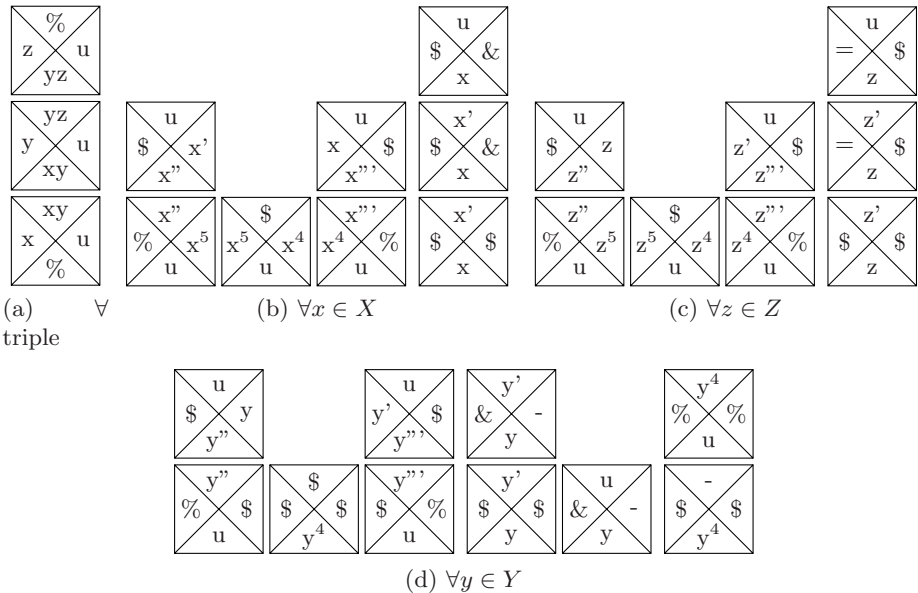 % u u
z u $ & = $
yz x z
yz u u x' u u z'
y u $ x' x $ $ & $ z z' $ = $
xy x'' x''' x z'' z''' z
xy x'' $ x''' x' z'' $ z''' z'
x u % x⁵ x⁵ x⁴ x⁴ % $ $ % z⁵ z⁵ z⁴ z⁴ % $ $
% u u u x u u u z
(a) ∀ (b) ∀x ∈ X (c) ∀z ∈ Z
triple
u u y' y⁴
$ y y' $ & - % %
y'' y''' y u
y'' $ y''' y' u -
% $ $ $ $ % $ $ & - $ $
u y⁴ u y y y⁴
(d) ∀y ∈ Y